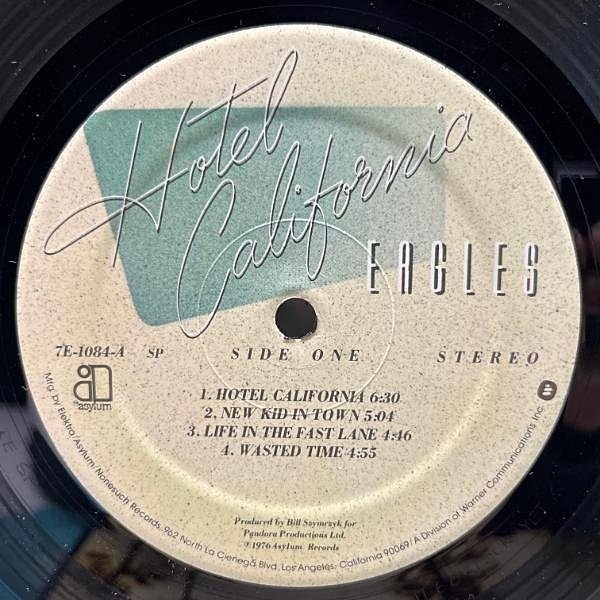 Hotel
California
EAGLES
7E-1084-A SP SIDE ONE STEREO
asylum
1. HOTEL CALIFORNIA 6:30
2. NEW KID IN TOWN 5:04
3. LIFE IN THE FAST LANE 4:46
4. WASTED TIME 4:55
Produced by Bill Szymczyk for
Pandora Productions Ltd.
℗ 1976 Asylum Records
Mfg. by Elektra/Asylum/Nonesuch Records, 962 North La Cienega Blvd., Los Angeles, California 90069/A Division of Warner Communications Inc.